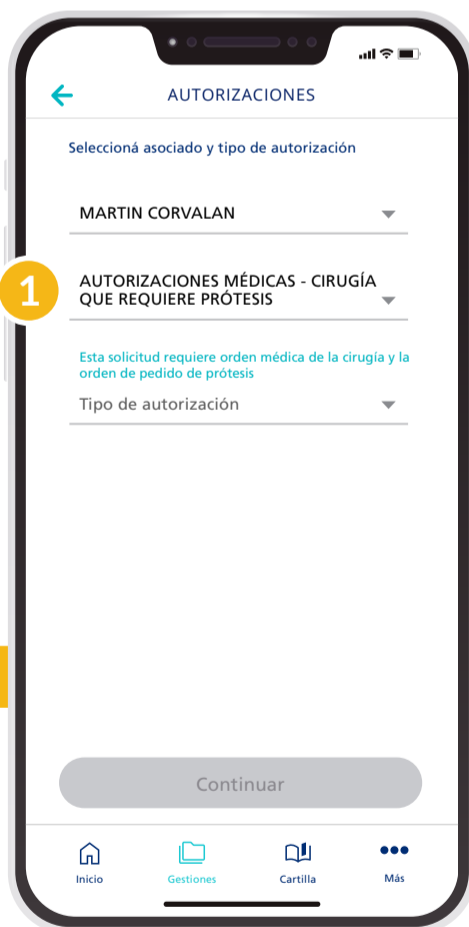 AUTORIZACIONES
Seleccioná asociado y tipo de autorización
MARTIN CORVALAN
1
AUTORIZACIONES MÉDICAS - CIRUGÍA
QUE REQUIERE PRÓTESIS
Esta solicitud requiere orden médica de la cirugía y la
orden de pedido de prótesis
Tipo de autorización
Continuar
Inicio
Gestiones
Cartilla
Más